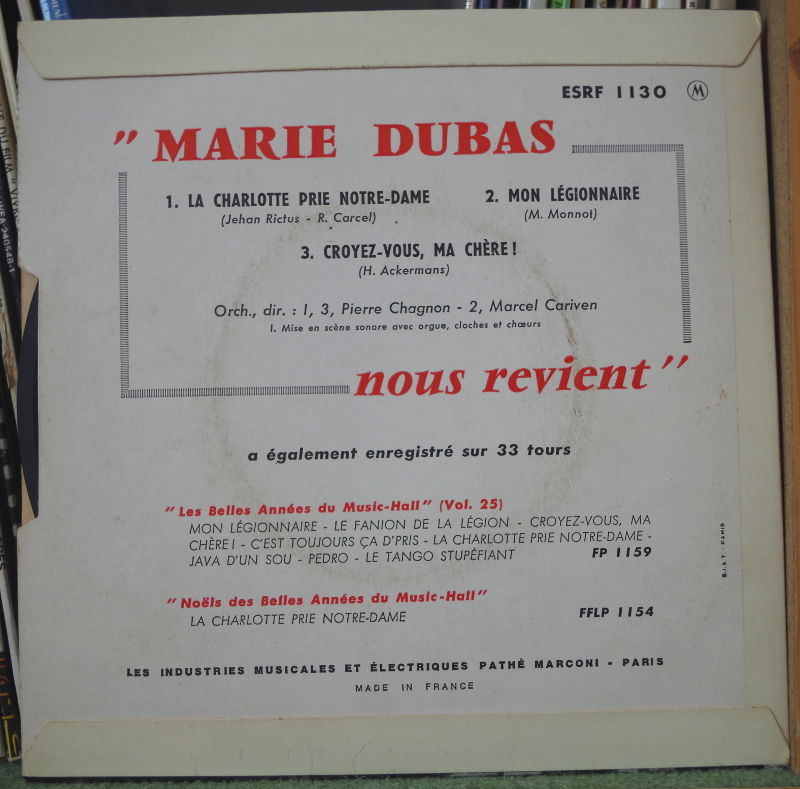 ESRF 1130 M
" MARIE DUBAS
1. LA CHARLOTTE PRIE NOTRE-DAME
(Jehan Rictus - R. Carcel)
2. MON LÉGIONNAIRE
(M. Monnot)
3. CROYEZ-VOUS, MA CHÈRE !
(H. Ackermans)
Orch., dir. : 1, 3, Pierre Chagnon - 2, Marcel Cariven
1. Mise en scène sonore avec orgue, cloches et chœurs
nous revient "
a également enregistré sur 33 tours
" Les Belles Années du Music-Hall " (Vol. 25)
MON LÉGIONNAIRE - LE FANION DE LA LÉGION - CROYEZ-VOUS, MA
CHÈRE ! - C'EST TOUJOURS ÇA D'PRIS - LA CHARLOTTE PRIE NOTRE-DAME -
JAVA D'UN SOU - PEDRO - LE TANGO STUPÉFIANT FP 1159
" Noëls des Belles Années du Music-Hall "
LA CHARLOTTE PRIE NOTRE-DAME FFLP 1154
S.I.A.T. - PARIS
LES INDUSTRIES MUSICALES ET ÉLECTRIQUES PATHÉ MARCONI - PARIS
MADE IN FRANCE